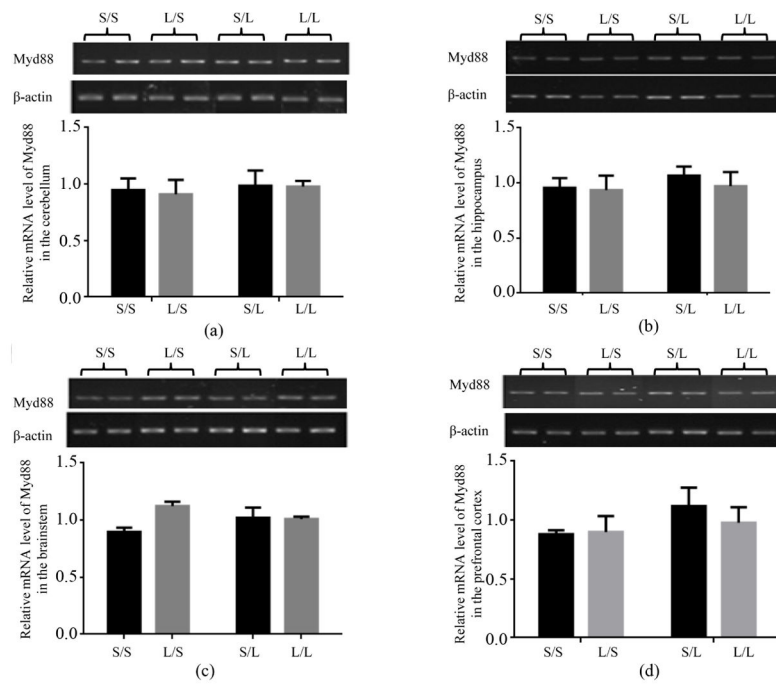 S/S L/S S/L L/L
Myd88
β-actin
Relative mRNA level of Myd88
in the cerebellum
1.5
1.0
0.5
0.0
S/S L/S S/L L/L
(a)
S/S L/S S/L L/L
Myd88
β-actin
Relative mRNA level of Myd88
in the hippocampus
1.5
1.0
0.5
0.0
S/S L/S S/L L/L
(b)
S/S L/S S/L L/L
Myd88
β-actin
Relative mRNA level of Myd88
in the brainstem
1.5
1.0
0.5
0.0
S/S L/S S/L L/L
(c)
S/S L/S S/L L/L
Myd88
β-actin
Relative mRNA level of Myd88
in the prefrontal cortex
1.5
1.0
0.5
0.0
S/S L/S S/L L/L
(d)